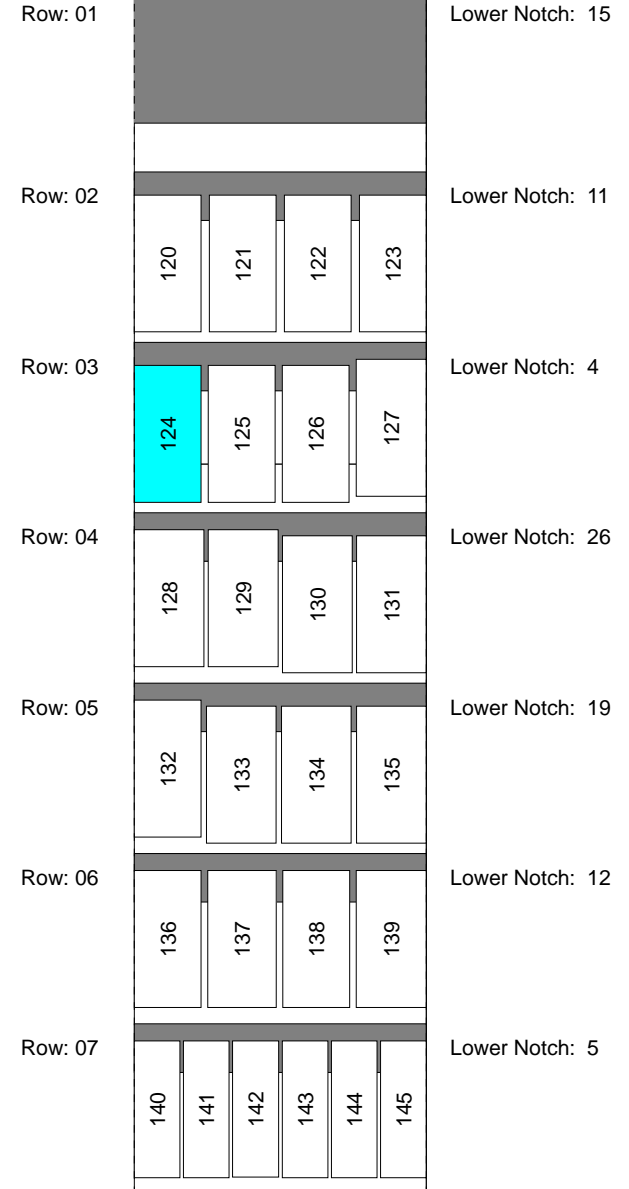 Row: 01 Lower Notch: 15
Row: 02 Lower Notch: 11
120 121 122 123
Row: 03 Lower Notch: 4
124 125 126 127
Row: 04 Lower Notch: 26
128 129 130 131
Row: 05 Lower Notch: 19
132 133 134 135
Row: 06 Lower Notch: 12
136 137 138 139
Row: 07 Lower Notch: 5
140 141 142 143 144 145